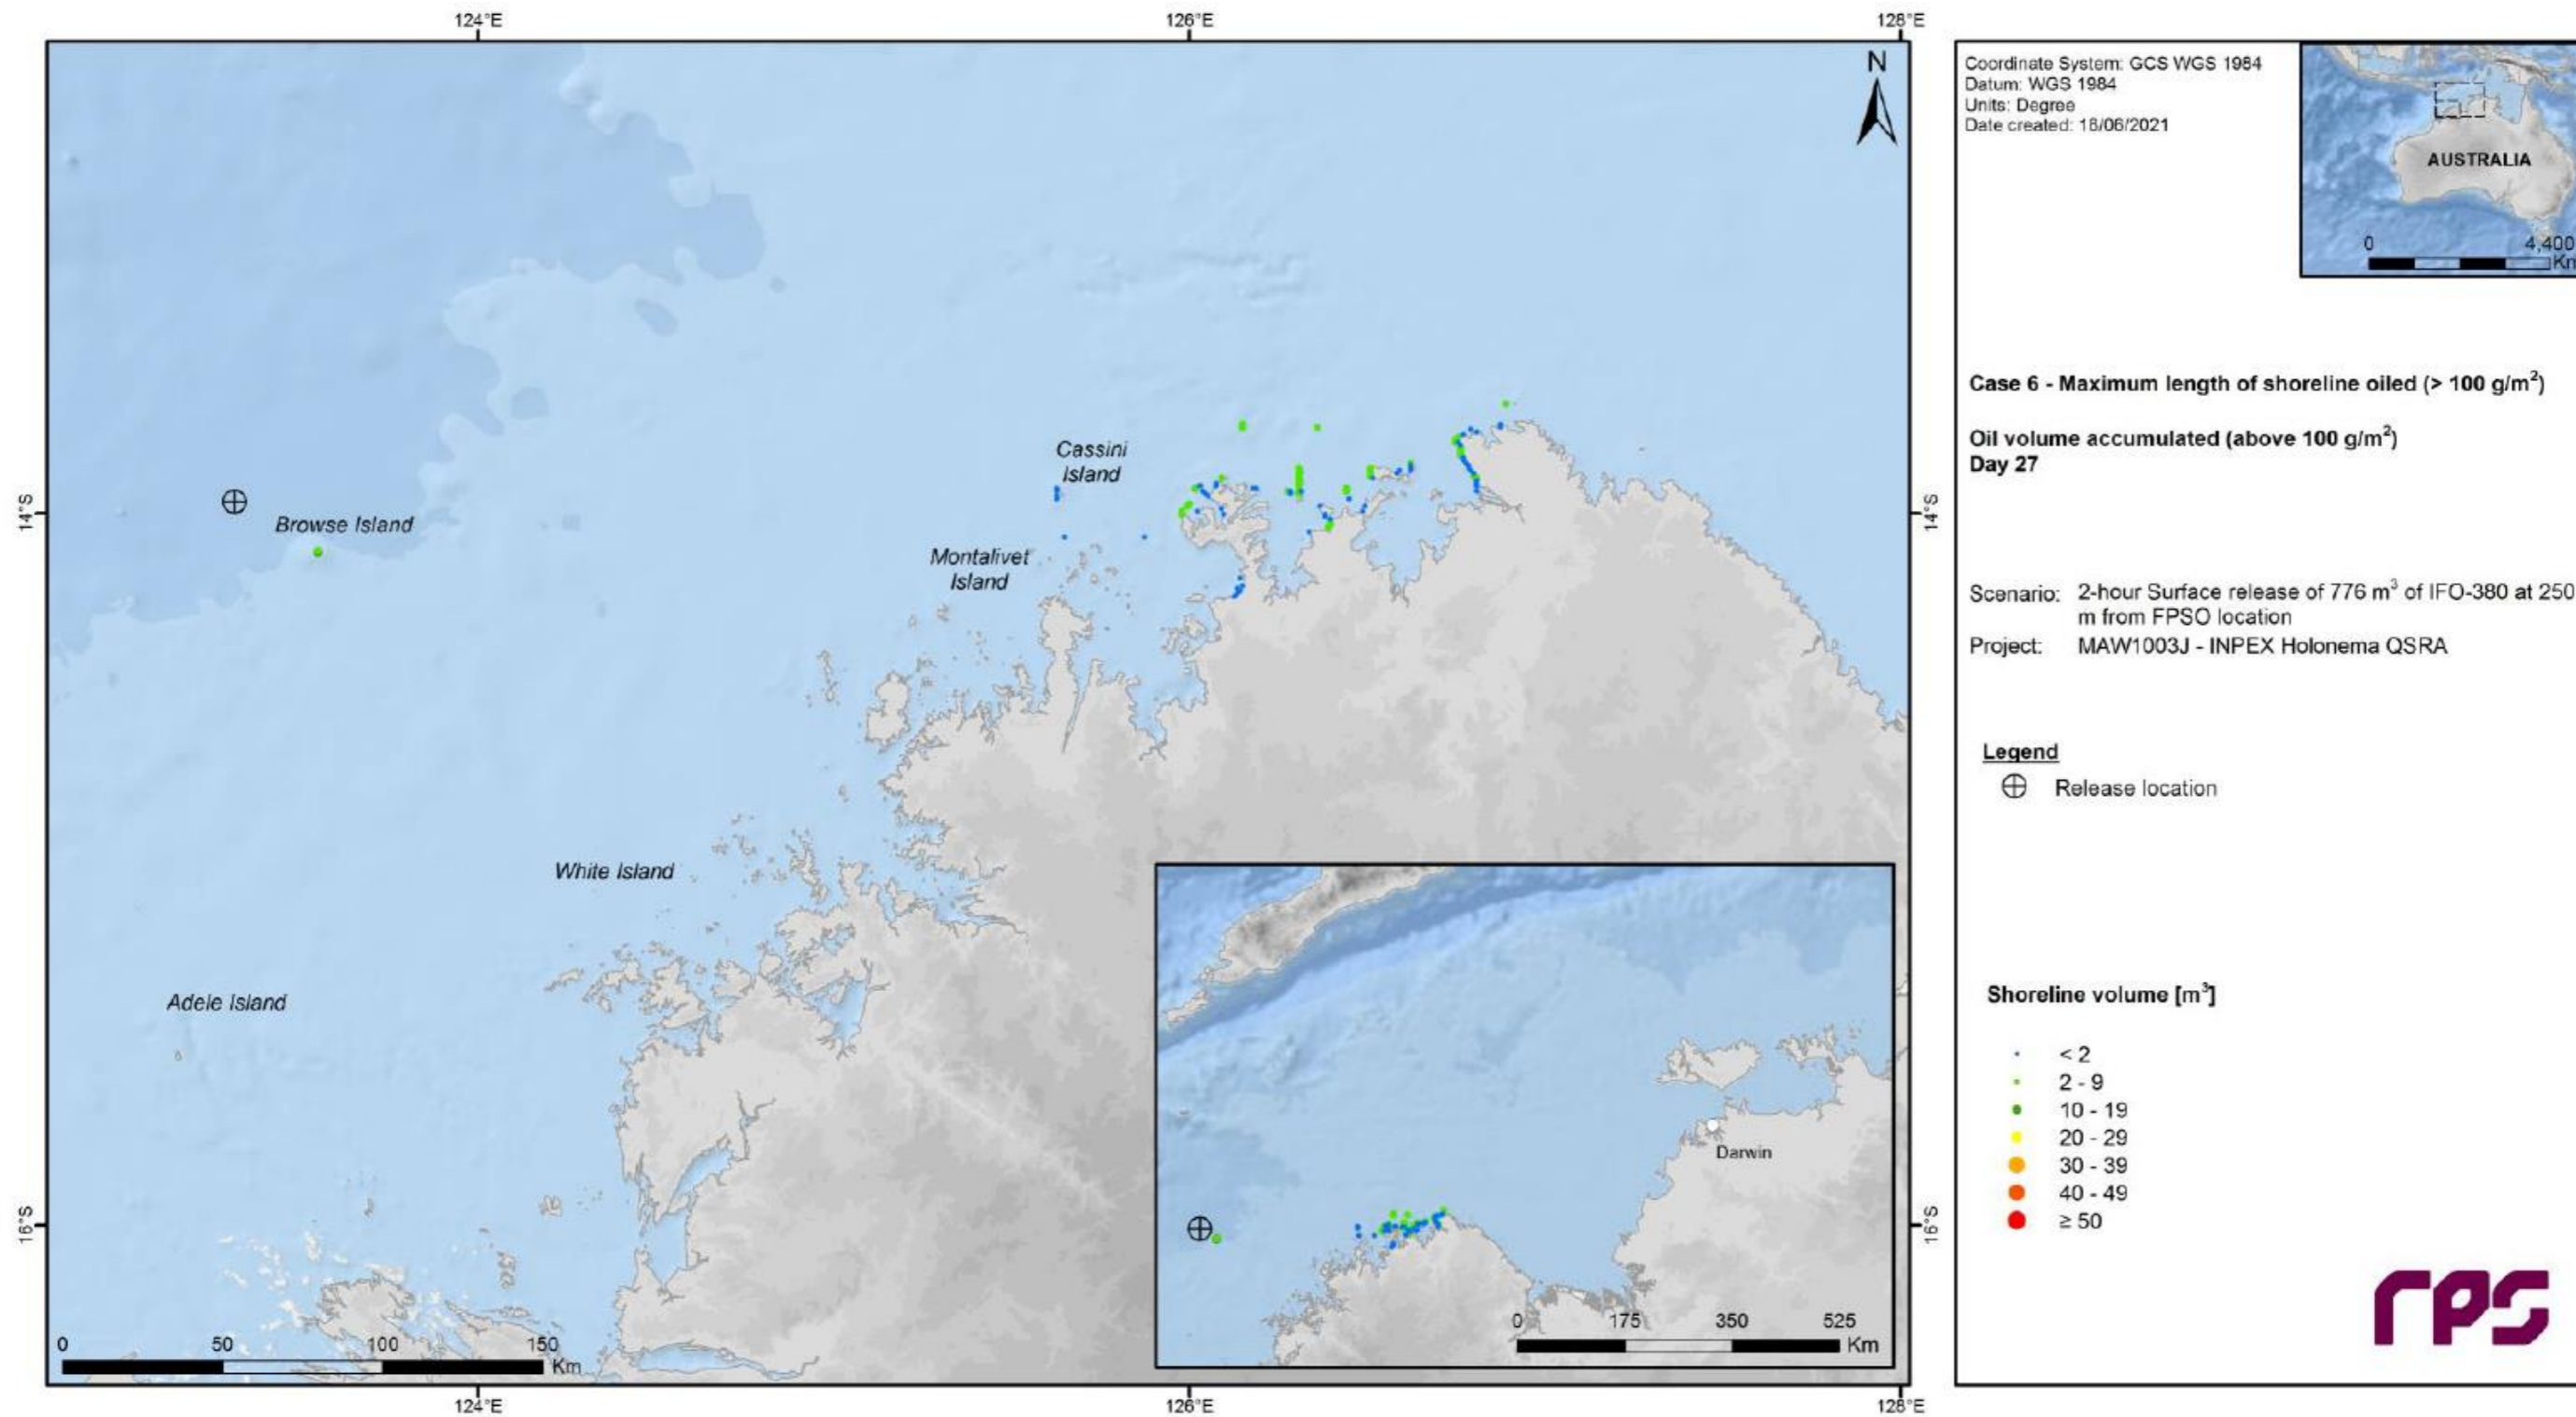 124°E
126°E
128°E
N
14°S
14°S
Cassini
Island
Browse Island
Montalivet
Island
White Island
Adele Island
16°S
16°S
Darwin
0 175 350 525
Km
0 50 100 150
Km
124°E
126°E
128°E
Coordinate System: GCS WGS 1984
Datum: WGS 1984
Units: Degree
Date created: 18/06/2021
AUSTRALIA
0 4,400
Case 6 - Maximum length of shoreline oiled (> 100 g/m²)
Oil volume accumulated (above 100 g/m²)
Day 27
Scenario: 2-hour Surface release of 776 m³ of IFO-380 at 250
m from FPSO location
Project: MAW1003J - INPEX Holonema QSRA
Legend
Release location
Shoreline volume [m³]
< 2
2 - 9
10 - 19
20 - 29
30 - 39
40 - 49
≥ 50
rps